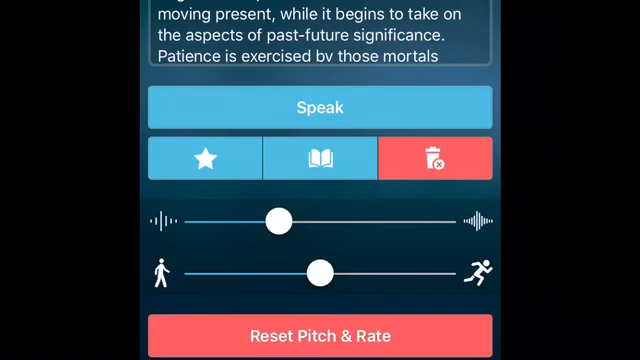 moving present, while it begins to take on
the aspects of past-future significance.
Patience is exercised by those mortals
Speak
Reset Pitch & Rate